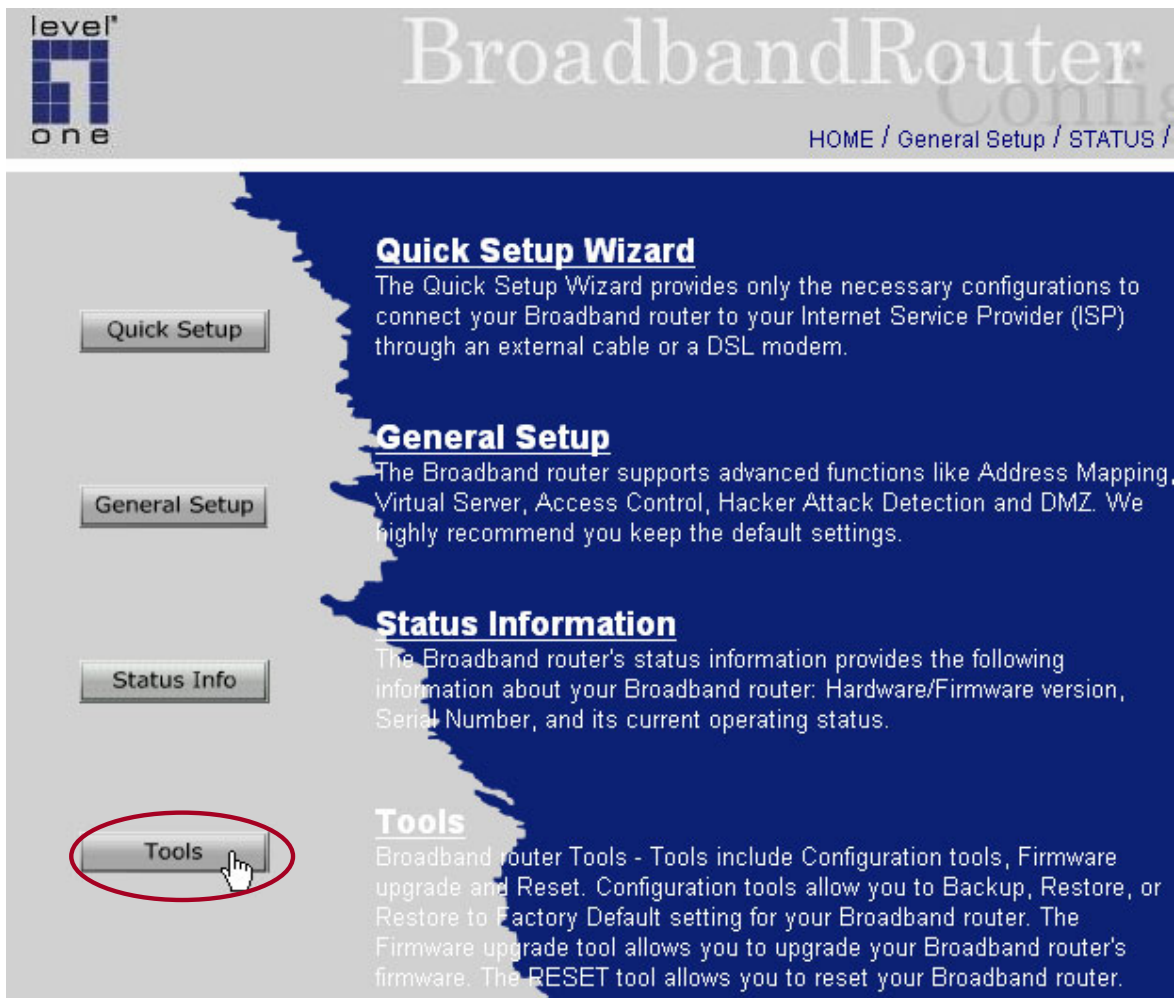 level®
one
BroadbandRouter
HOME / General Setup / STATUS /
Quick Setup Wizard
The Quick Setup Wizard provides only the necessary configurations to
connect your Broadband router to your Internet Service Provider (ISP)
through an external cable or a DSL modem.
Quick Setup
General Setup
The Broadband router supports advanced functions like Address Mapping,
Virtual Server, Access Control, Hacker Attack Detection and DMZ. We
highly recommend you keep the default settings.
General Setup
Status Information
The Broadband router's status information provides the following
information about your Broadband router: Hardware/Firmware version,
Serial Number, and its current operating status.
Status Info
Tools
Broadband router Tools - Tools include Configuration tools, Firmware
upgrade and Reset. Configuration tools allow you to Backup, Restore, or
Restore to Factory Default setting for your Broadband router. The
Firmware upgrade tool allows you to upgrade your Broadband router's
firmware. The RESET tool allows you to reset your Broadband router.
Tools